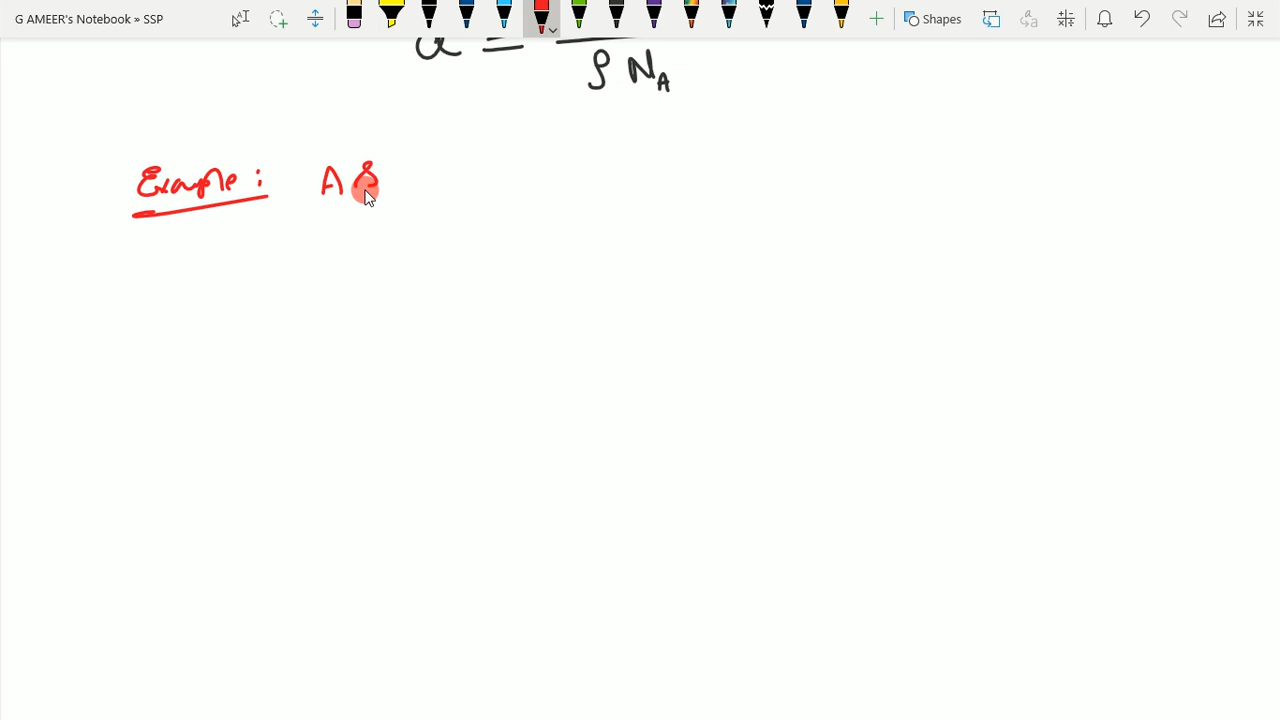 G AMEER's Notebook » SSP
Shapes
a =
ρ N_A
Example : A S